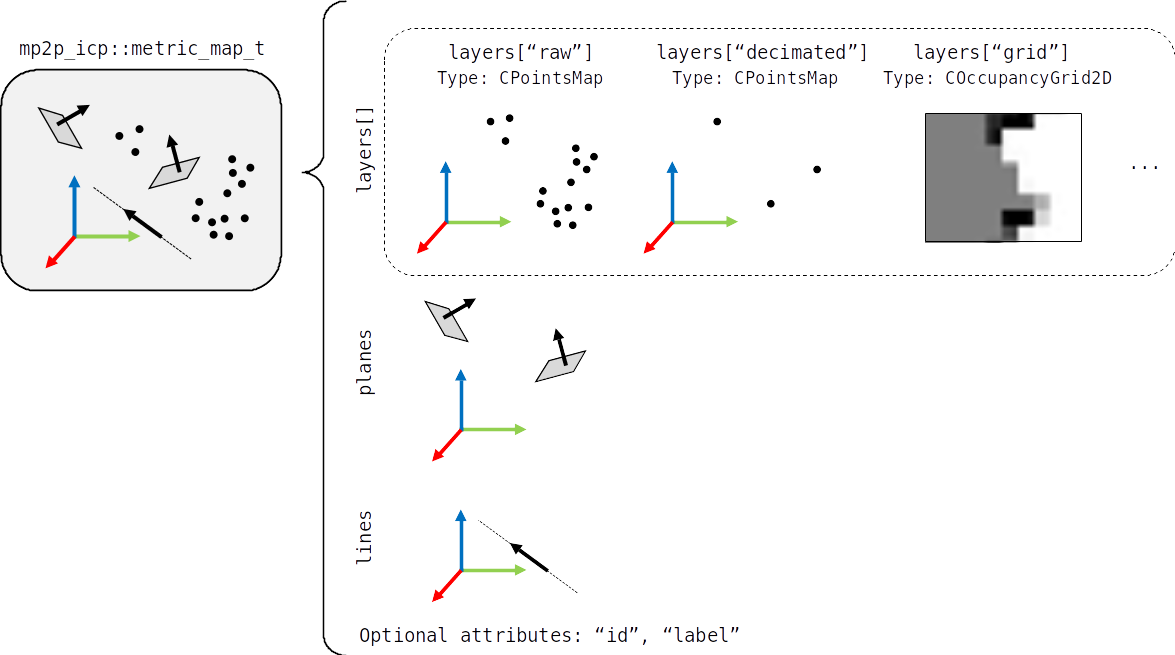 mp2p_icp::metric_map_t
layers[]
layers[“raw”]
Type: CPointsMap
layers[“decimated”]
Type: CPointsMap
layers[“grid”]
Type: COccupancyGrid2D
...
planes
lines
Optional attributes: “id”, “label”